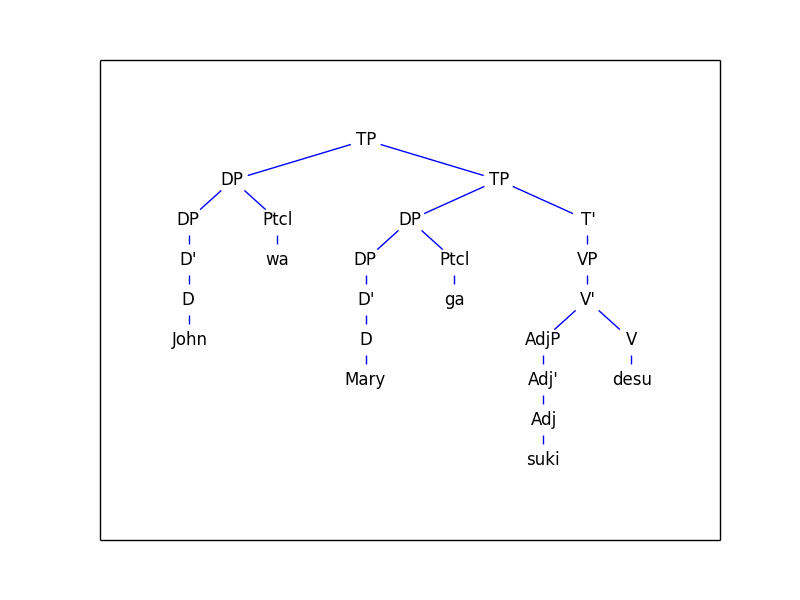 TP
DP TP
DP Ptcl DP T'
D' wa DP Ptcl VP
D D' ga V'
John D AdjP V
Mary Adj' desu
Adj
suki